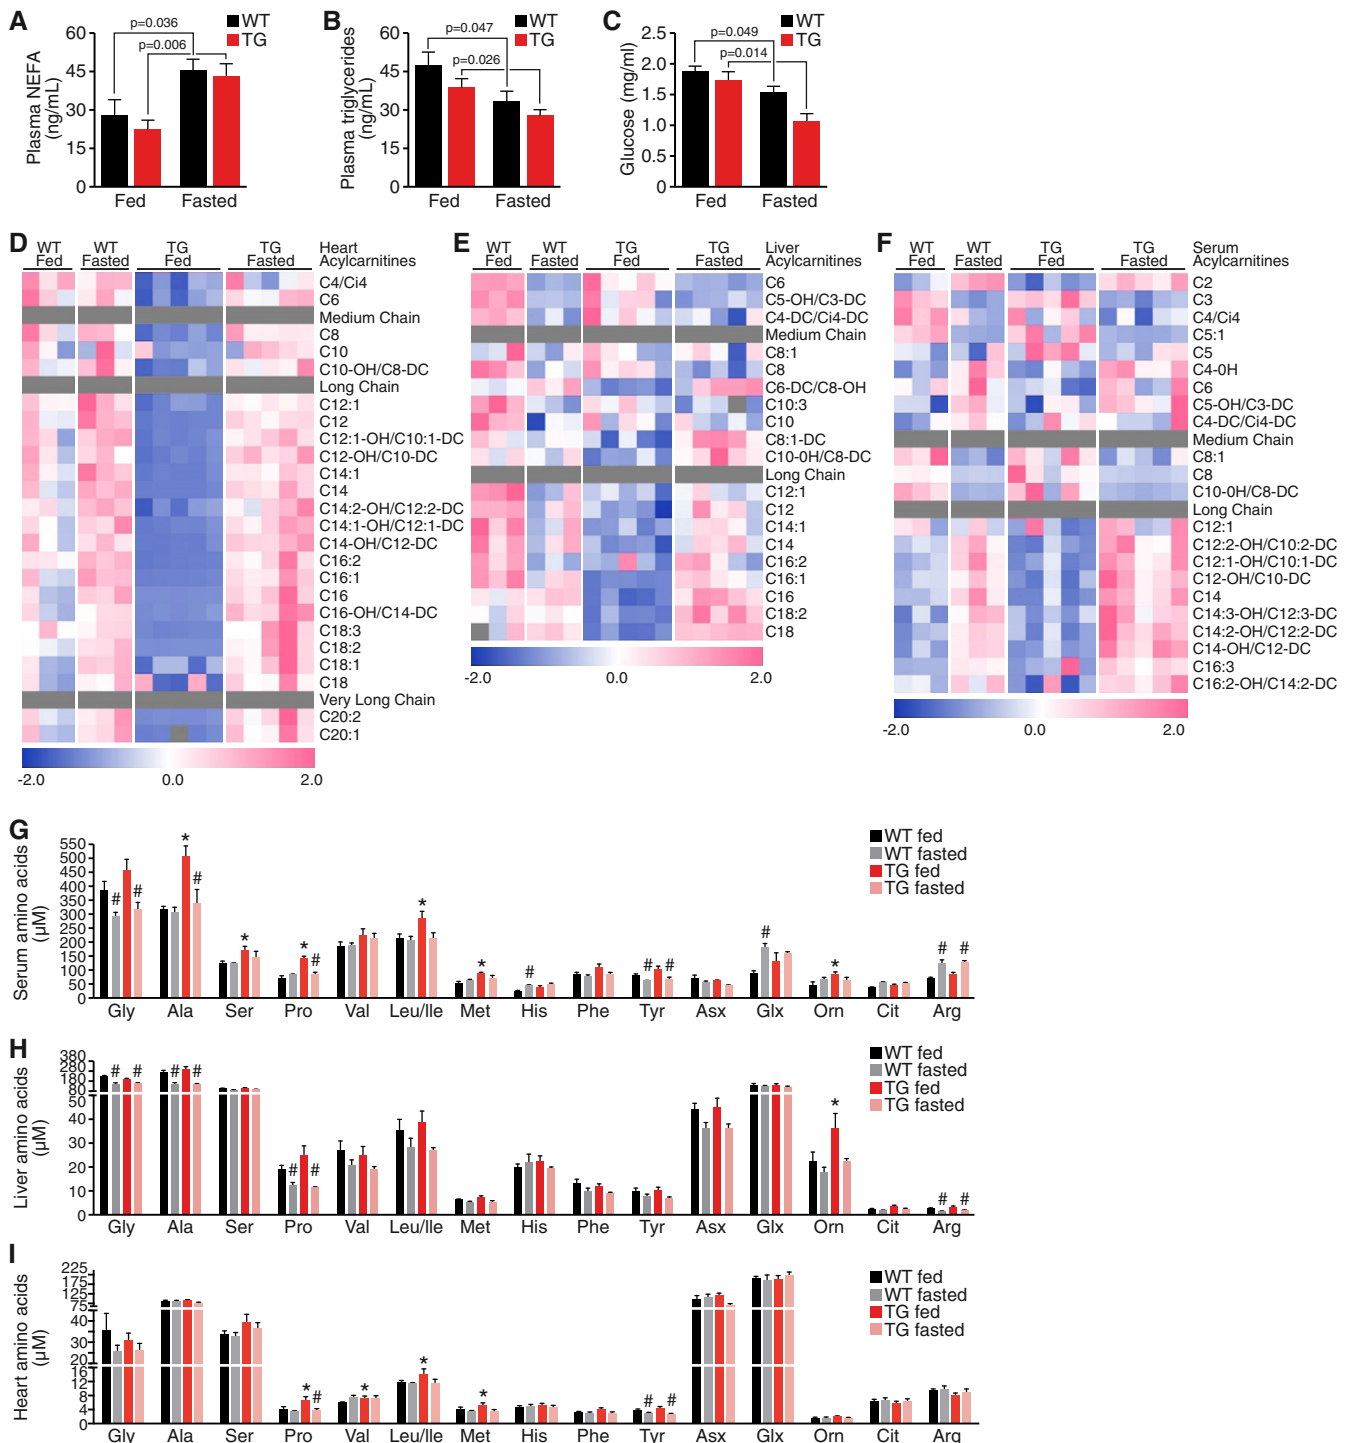 A
Plasma NEFA
(ng/mL)
60
45
30
15
0
p=0.036
p=0.006
WT
TG
Fed
Fasted
B
Plasma triglycerides
(ng/mL)
60
45
30
15
0
p=0.047
p=0.026
WT
TG
Fed
Fasted
C
Glucose (mg/ml)
2.5
2.0
1.5
1.0
0.5
0
p=0.049
p=0.014
WT
TG
Fed
Fasted
D
WT WT TG TG Heart
Fed Fasted Fed Fasted Acylcarnitines
C4/Ci4
C6
Medium Chain
C8
C10
C10-OH/C8-DC
Long Chain
C12:1
C12
C12:1-OH/C10:1-DC
C12-OH/C10-DC
C14:1
C14
C14:2-OH/C12:2-DC
C14:1-OH/C12:1-DC
C14-OH/C12-DC
C16:2
C16:1
C16
C16-OH/C14-DC
C18:3
C18:2
C18:1
C18
Very Long Chain
C20:2
C20:1
-2.0 0.0 2.0
E
WT WT TG TG Liver
Fed Fasted Fed Fasted Acylcarnitines
C6
C5-OH/C3-DC
C4-DC/Ci4-DC
Medium Chain
C8:1
C8
C6-DC/C8-OH
C10:3
C10
C8:1-DC
C10-0H/C8-DC
Long Chain
C12:1
C12
C14:1
C14
C16:2
C16:1
C16
C18:2
C18
-2.0 0.0 2.0
F
WT WT TG TG Serum
Fed Fasted Fed Fasted Acylcarnitines
C2
C3
C4/Ci4
C5:1
C5
C4-0H
C6
C5-OH/C3-DC
C4-DC/Ci4-DC
Medium Chain
C8:1
C8
C10-0H/C8-DC
Long Chain
C12:1
C12:2-OH/C10:2-DC
C12:1-OH/C10:1-DC
C12-OH/C10-DC
C14
C14:3-OH/C12:3-DC
C14:2-OH/C12:2-DC
C14-OH/C12-DC
C16:3
C16:2-OH/C14:2-DC
-2.0 0.0 2.0
G
Serum amino acids
(µM)
550
500
450
400
350
300
250
200
150
100
50
0
# # * # * * # * * # # # # * # #
WT fed
WT fasted
TG fed
TG fasted
Gly Ala Ser Pro Val Leu/Ile Met His Phe Tyr Asx Glx Orn Cit Arg
H
Liver amino acids
(µM)
380
280
180
80
50
40
30
20
10
0
# # # # # # * # #
WT fed
WT fasted
TG fed
TG fasted
Gly Ala Ser Pro Val Leu/Ile Met His Phe Tyr Asx Glx Orn Cit Arg
I
Heart amino acids
(µM)
225
175
125
75
40
30
20
16
12
8
4
0
* # * * * # #
WT fed
WT fasted
TG fed
TG fasted
Gly Ala Ser Pro Val Leu/Ile Met His Phe Tyr Asx Glx Orn Cit Arg